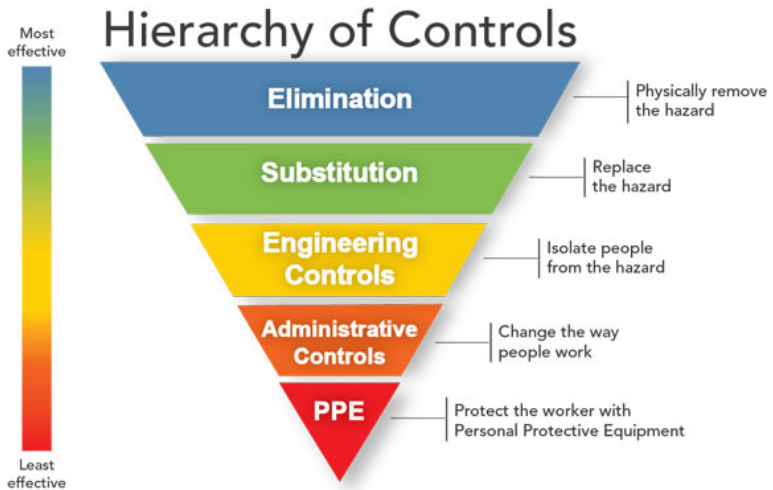 Hierarchy of Controls
Most
effective
Elimination
Physically remove
the hazard
Substitution
Replace
the hazard
Engineering
Controls
Isolate people
from the hazard
Administrative
Controls
Change the way
people work
PPE
Protect the worker with
Personal Protective Equipment
Least
effective